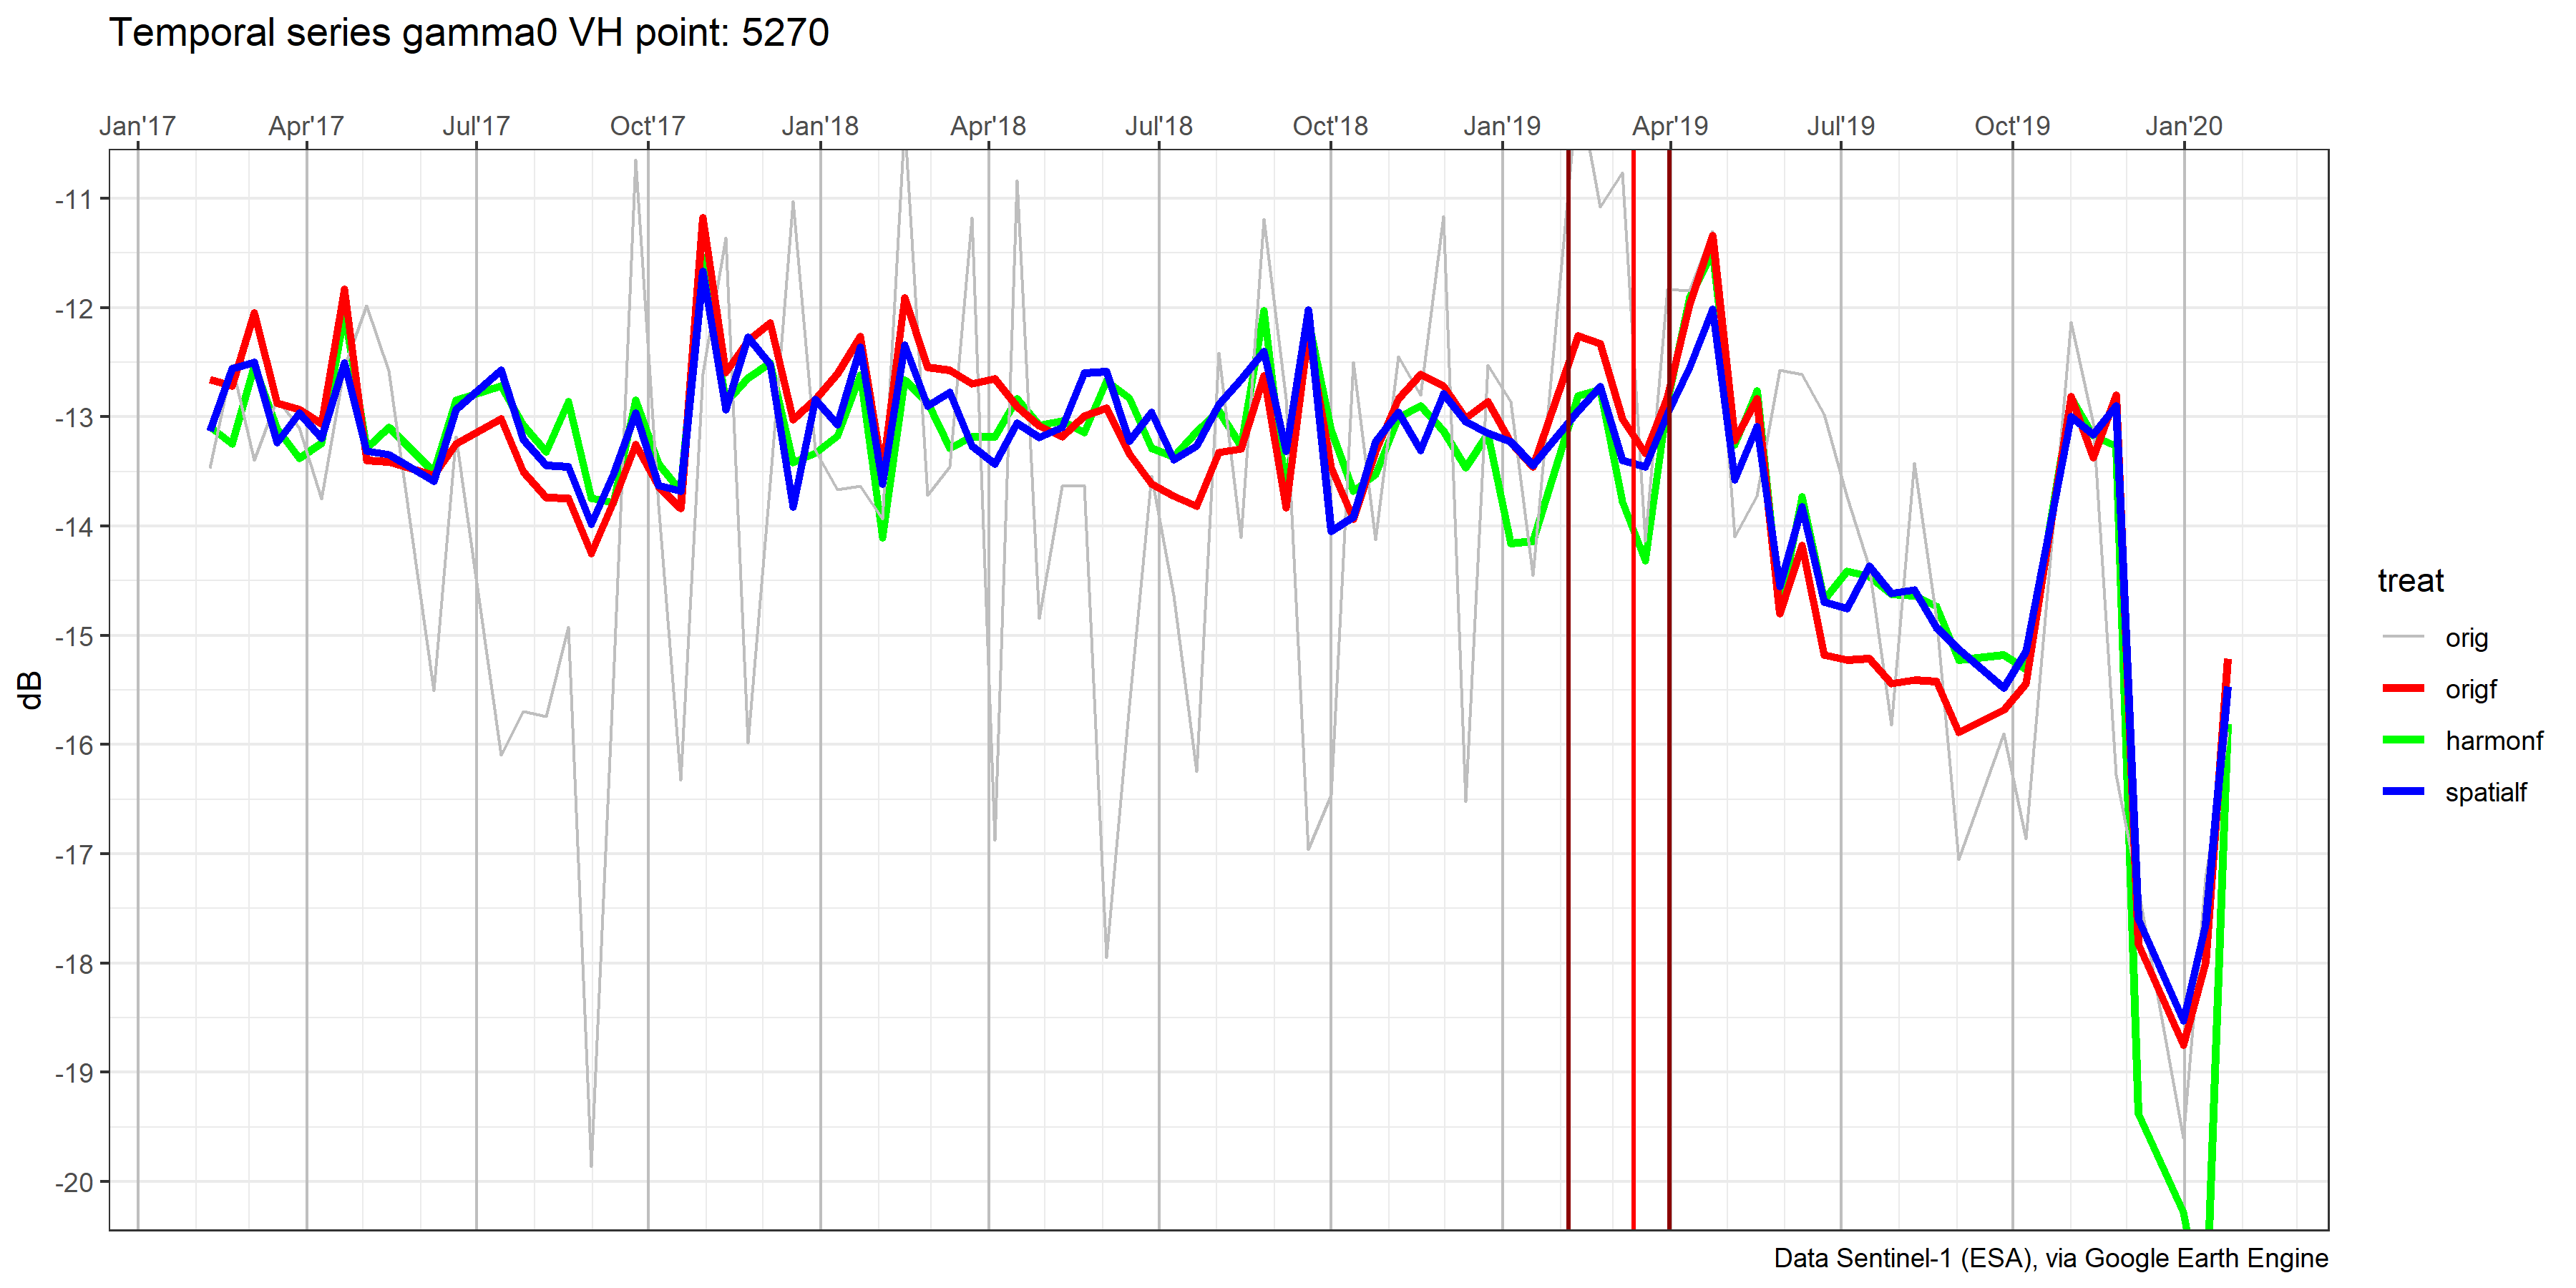 Temporal series gamma0 VH point: 5270
Jan'17 Apr'17 Jul'17 Oct'17 Jan'18 Apr'18 Jul'18 Oct'18 Jan'19 Apr'19 Jul'19 Oct'19 Jan'20
-11
-12
-13
-14
-15
-16
-17
-18
-19
-20
dB
treat
orig
origf
harmonf
spatialf
Data Sentinel-1 (ESA), via Google Earth Engine